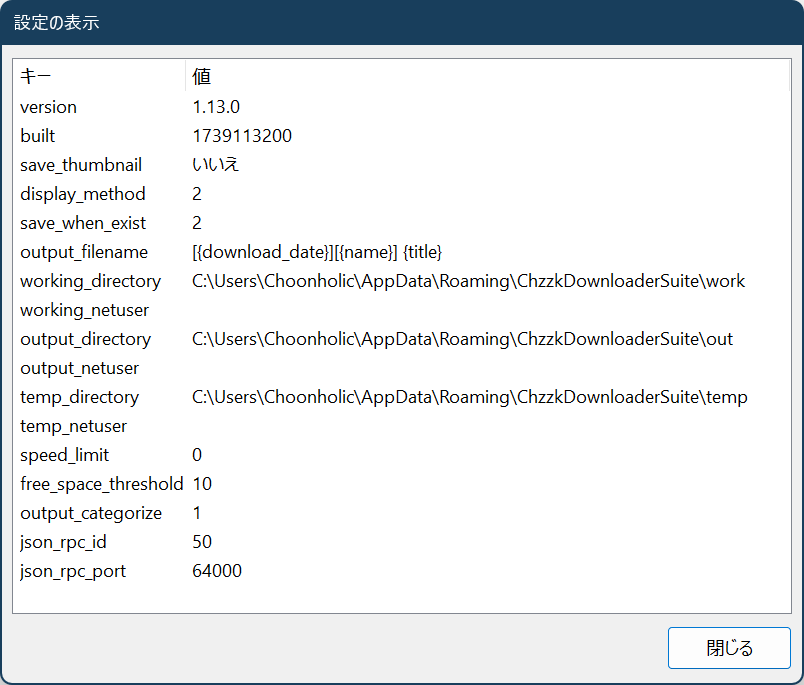 設定の表示
キー 値
version 1.13.0
built 1739113200
save_thumbnail いいえ
display_method 2
save_when_exist 2
output_filename [{download_date}][{name}] {title}
working_directory C:\Users\Choonholic\AppData\Roaming\ChzzkDownloaderSuite\work
working_netuser
output_directory C:\Users\Choonholic\AppData\Roaming\ChzzkDownloaderSuite\out
output_netuser
temp_directory C:\Users\Choonholic\AppData\Roaming\ChzzkDownloaderSuite\temp
temp_netuser
speed_limit 0
free_space_threshold 10
output_categorize 1
json_rpc_id 50
json_rpc_port 64000
閉じる